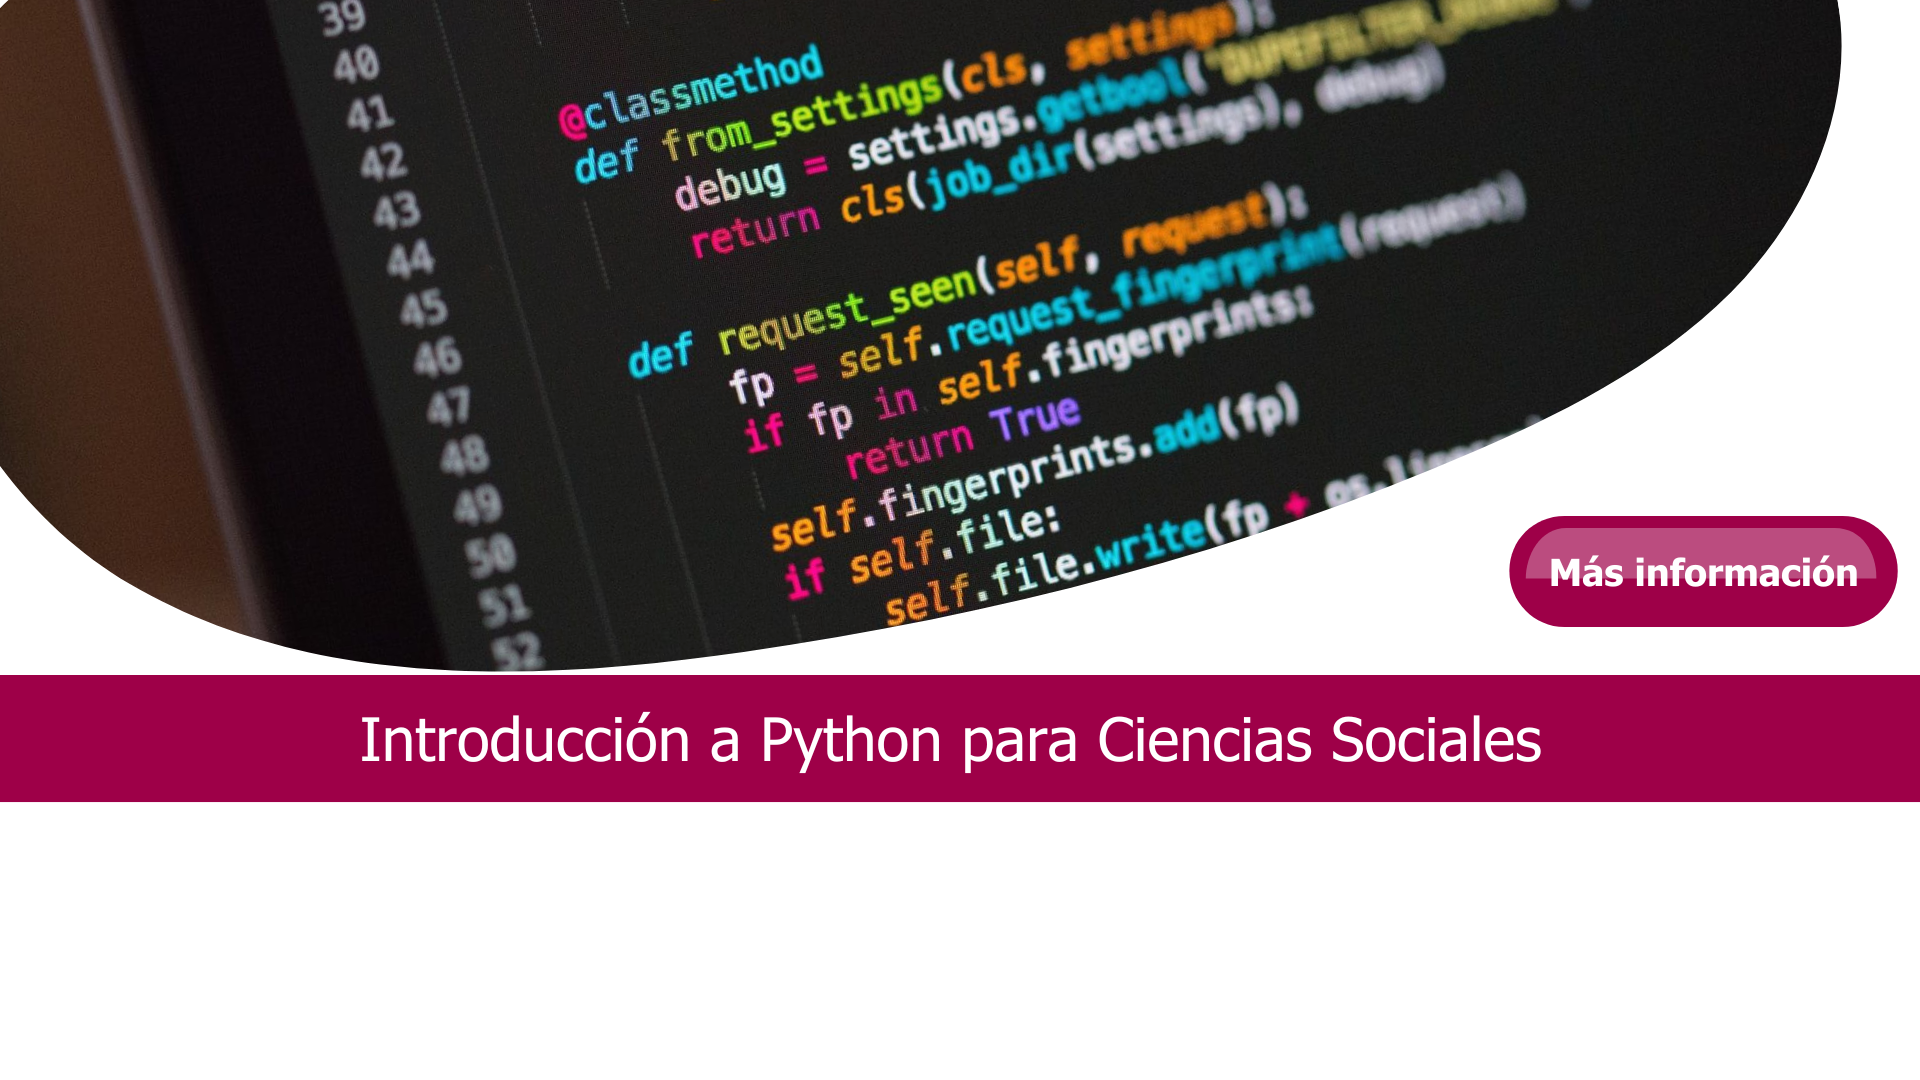 39
40
41
42
43
44
45
46
47
48
49
50
51
52
@classmethod
def from_settings(cls, settings):
debug = settings.getbool(
return cls(job_dir(settings), debug)
def request_seen(self, request):
fp = self.request_fingerprint(request)
if fp in self.fingerprints:
return True
self.fingerprints.add(fp)
if self.file:
self.file.write(fp +
Más información
Introducción a Python para Ciencias Sociales